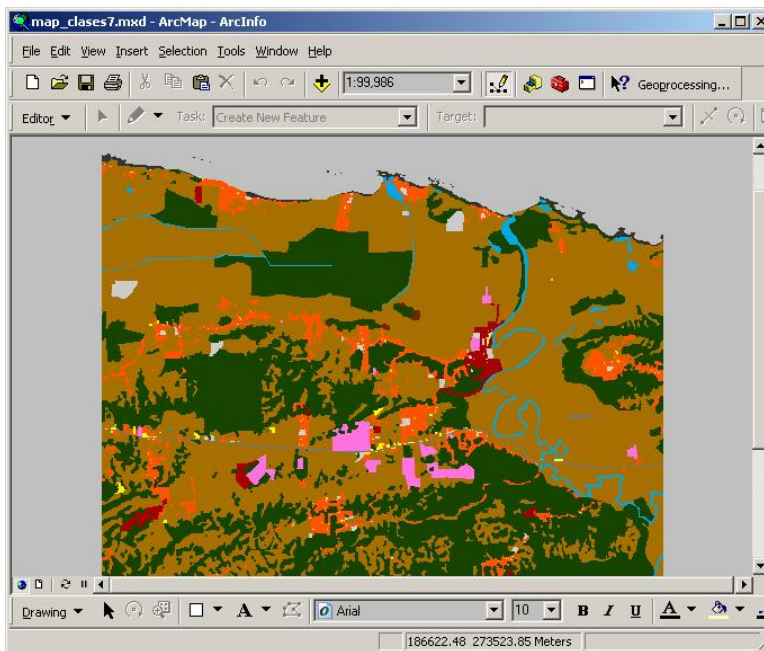 map_clases7.mxd - ArcMap - ArcInfo
File Edit View Insert Selection Tools Window Help
1:99,986 Geoprocessing...
Editor Task: Create New Feature Target:
Drawing A Arial 10 B I U A
186622.48 273523.85 Meters